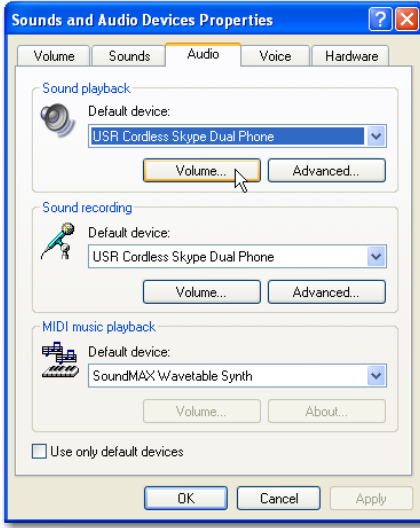 Sounds and Audio Devices Properties
Volume Sounds Audio Voice Hardware
Sound playback
Default device:
USR Cordless Skype Dual Phone
Volume... Advanced...
Sound recording
Default device:
USR Cordless Skype Dual Phone
Volume... Advanced...
MIDI music playback
Default device:
SoundMAX Wavetable Synth
Volume... About...
Use only default devices
OK Cancel Apply